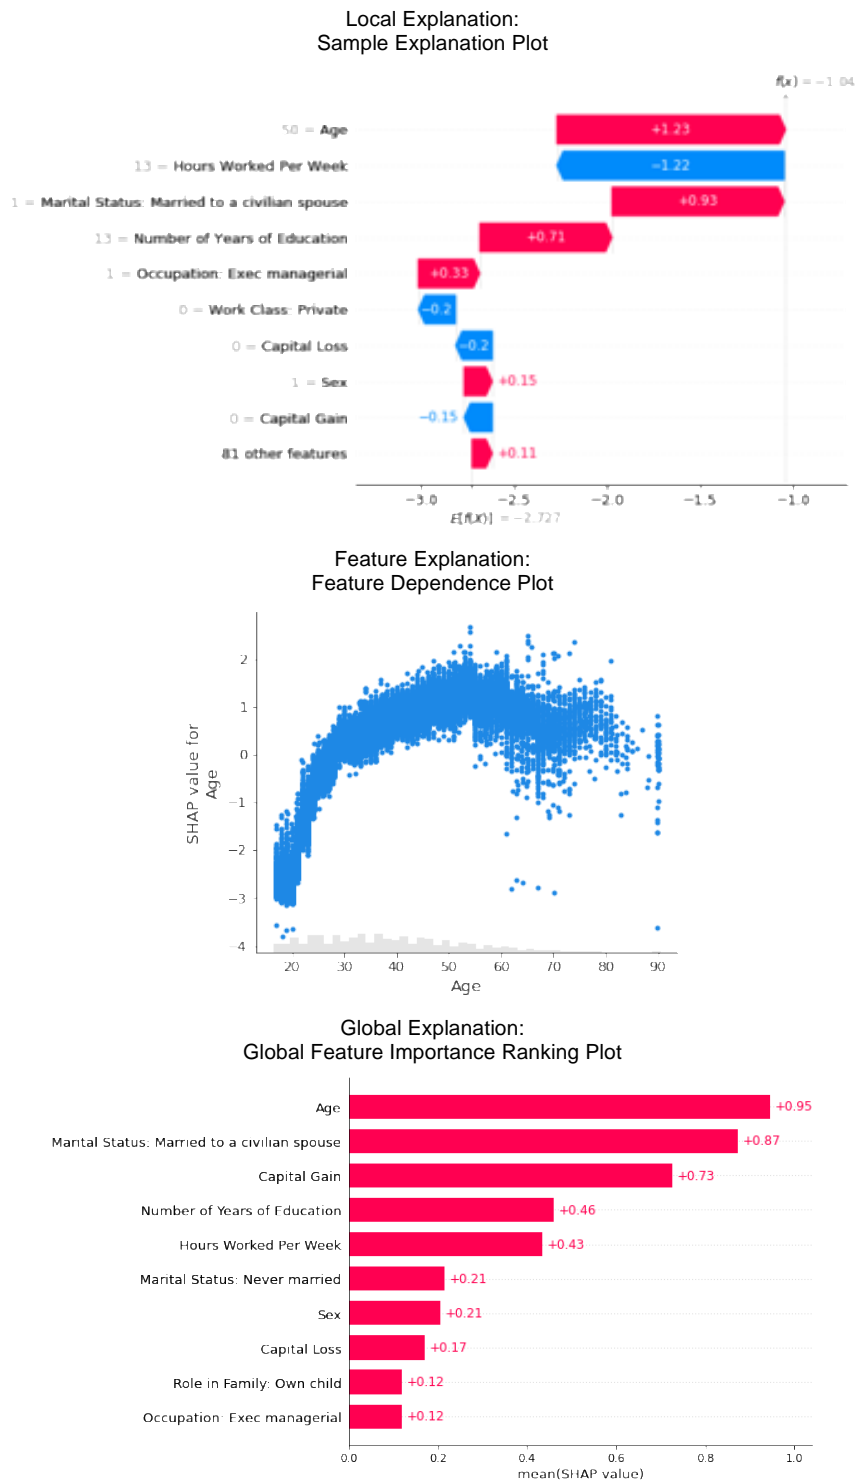 Local Explanation:
Sample Explanation Plot
f(x) = −1.04
50 = Age
+1.23
13 = Hours Worked Per Week
−1.22
1 = Marital Status: Married to a civilian spouse
+0.93
13 = Number of Years of Education
+0.71
1 = Occupation: Exec managerial
+0.33
0 = Work Class: Private
−0.2
0 = Capital Loss
−0.2
1 = Sex
+0.15
0 = Capital Gain
−0.15
81 other features
+0.11
−3.0 −2.5 −2.0 −1.5 −1.0
E[f(X)] = −2.727
Feature Explanation:
Feature Dependence Plot
2
1
0
−1
−2
−3
−4
SHAP value for
Age
20 30 40 50 60 70 80 90
Age
Global Explanation:
Global Feature Importance Ranking Plot
Age
+0.95
Marital Status: Married to a civilian spouse
+0.87
Capital Gain
+0.73
Number of Years of Education
+0.46
Hours Worked Per Week
+0.43
Marital Status: Never married
+0.21
Sex
+0.21
Capital Loss
+0.17
Role in Family: Own child
+0.12
Occupation: Exec managerial
+0.12
0.0 0.2 0.4 0.6 0.8 1.0
mean(SHAP value)